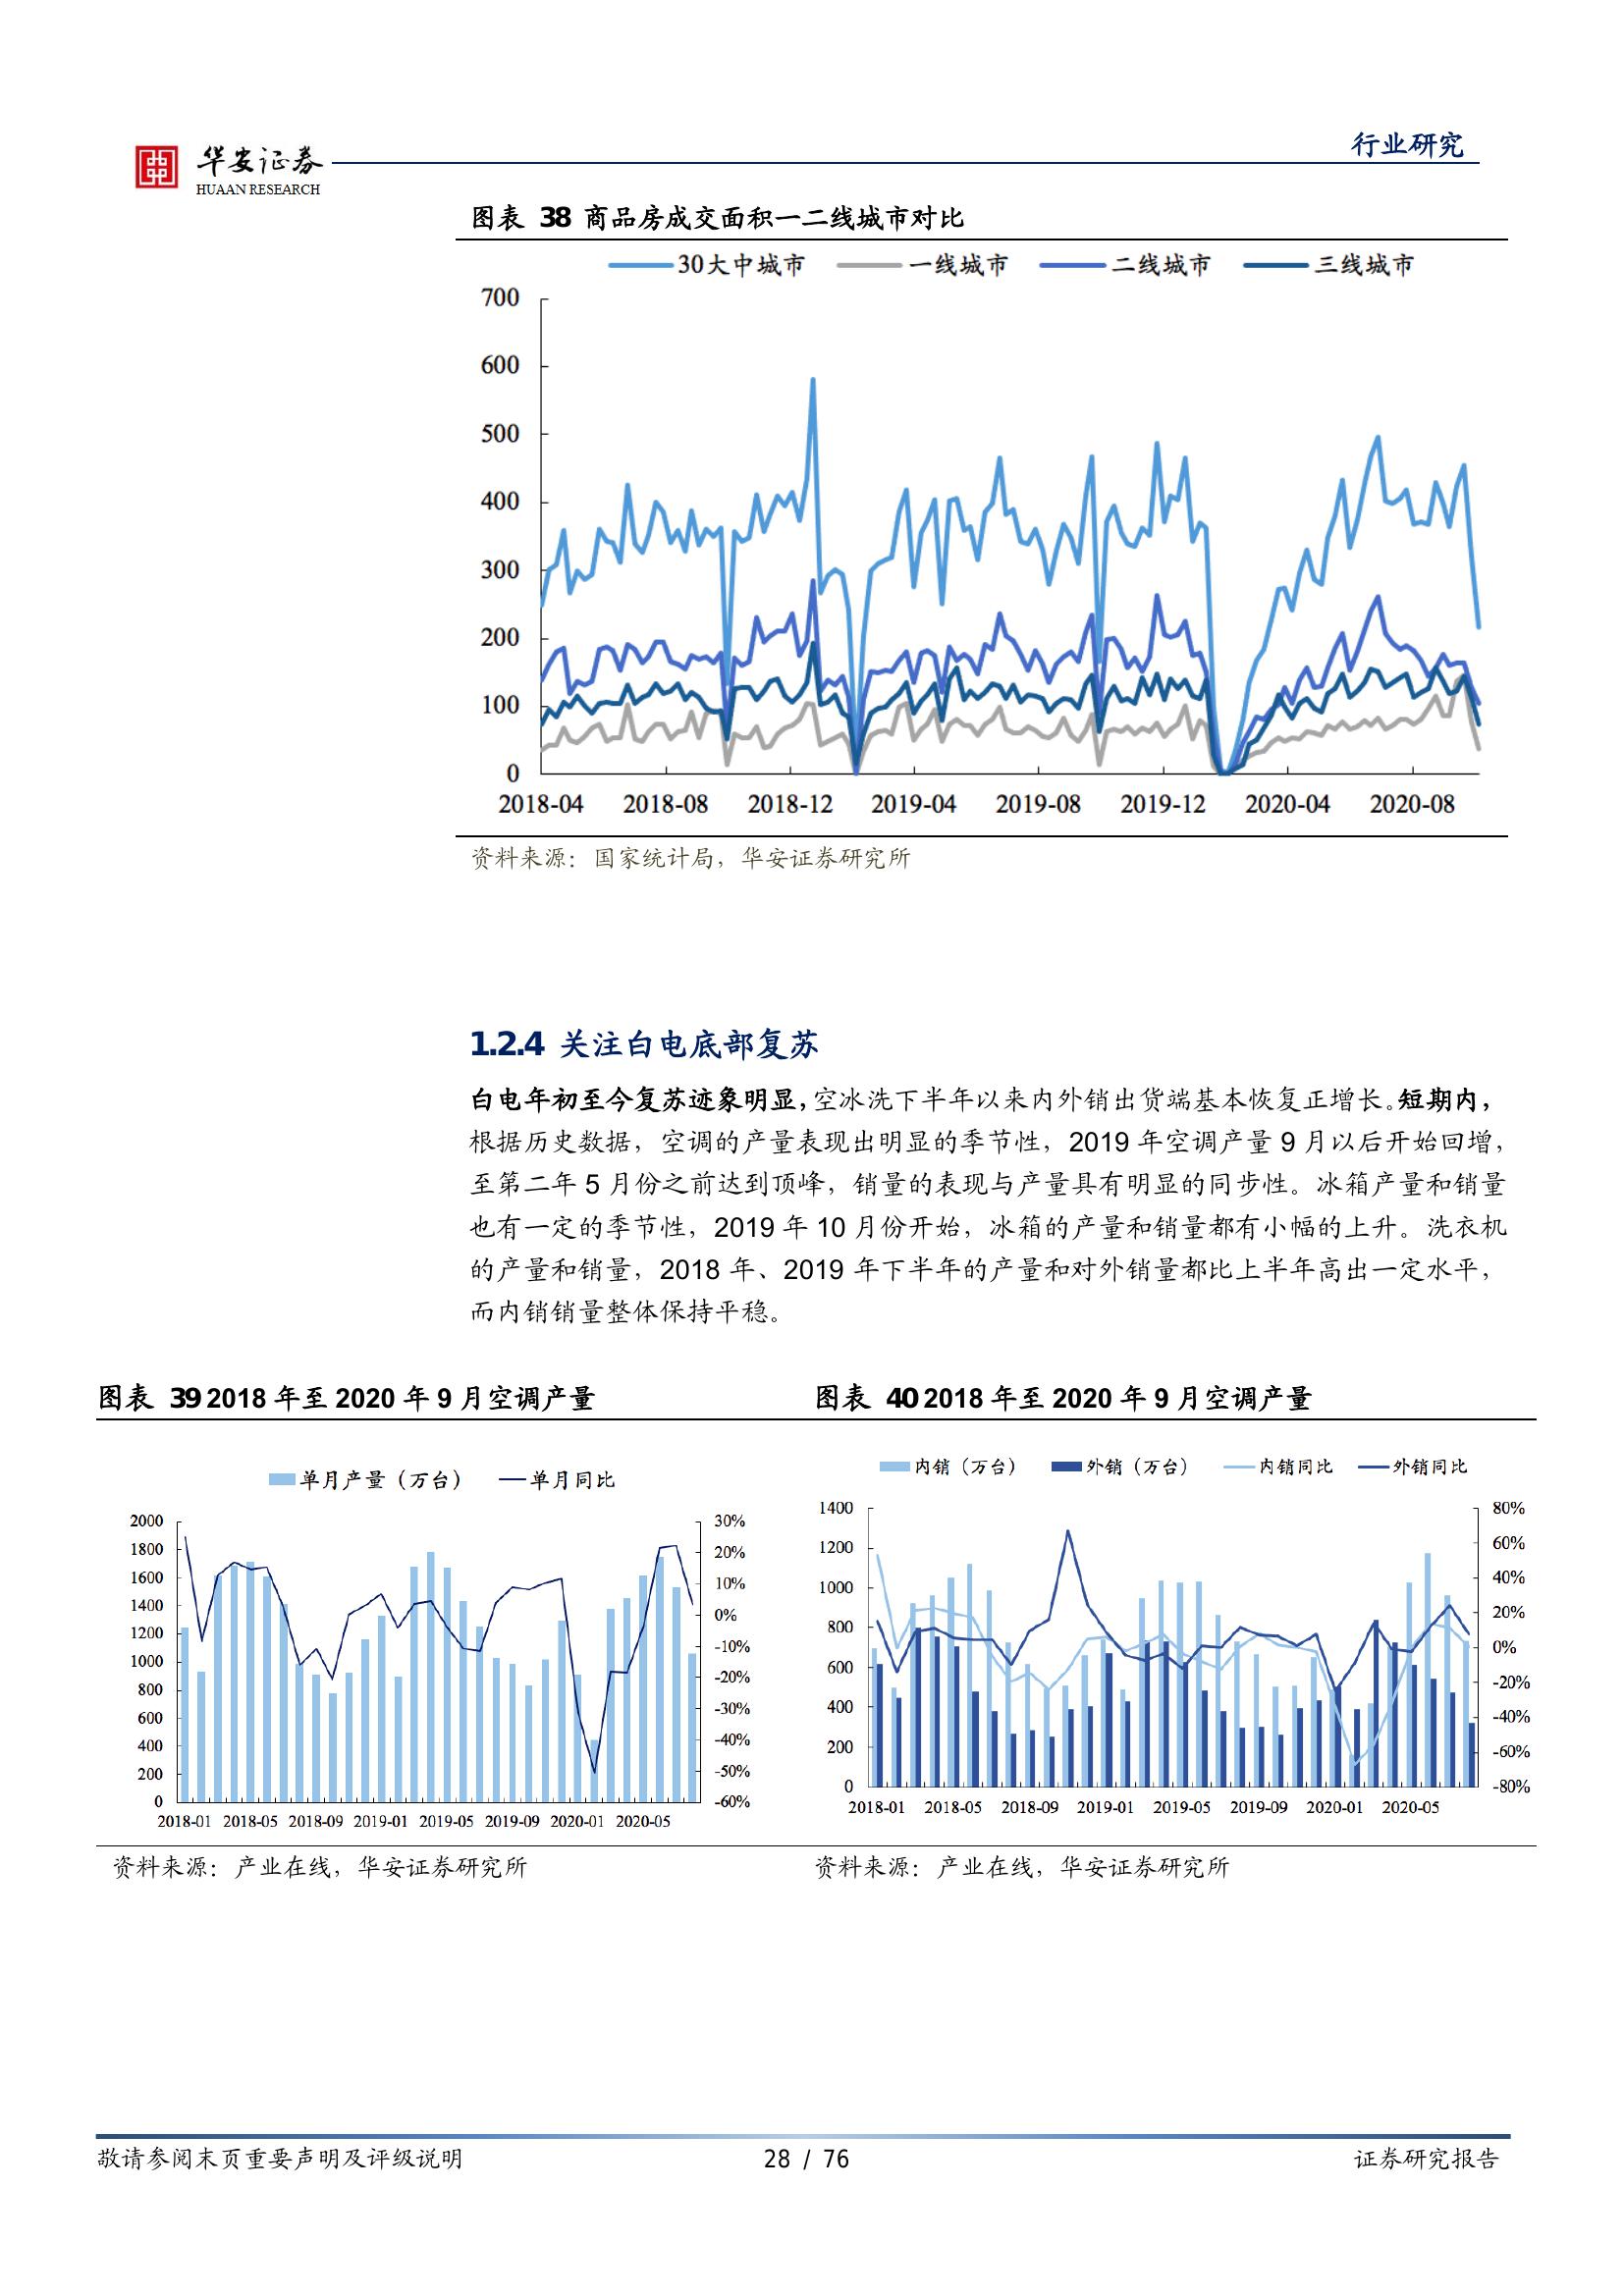 华安证券
HUAAN RESEARCH
行业研究
图表 38 商品房成交面积一二线城市对比
30大中城市 一线城市 二线城市 三线城市
700
600
500
400
300
200
100
0
2018-04 2018-08 2018-12 2019-04 2019-08 2019-12 2020-04 2020-08
资料来源：国家统计局，华安证券研究所
1.2.4 关注白电底部复苏
白电年初至今复苏迹象明显，空冰洗下半年以来内外销出货端基本恢复正增长。短期内，
根据历史数据，空调的产量表现出明显的季节性，2019 年空调产量 9 月以后开始回增，
至第二年 5 月份之前达到顶峰，销量的表现与产量具有明显的同步性。冰箱产量和销量
也有一定的季节性，2019 年 10 月份开始，冰箱的产量和销量都有小幅的上升。洗衣机
的产量和销量，2018 年、2019 年下半年的产量和对外销量都比上半年高出一定水平，
而内销销量整体保持平稳。
图表 39 2018 年至 2020 年 9 月空调产量
单月产量（万台） 单月同比
2000
1800
1600
1400
1200
1000
800
600
400
200
0
30%
20%
10%
0%
-10%
-20%
-30%
-40%
-50%
-60%
2018-01 2018-05 2018-09 2019-01 2019-05 2019-09 2020-01 2020-05
资料来源：产业在线，华安证券研究所
图表 40 2018 年至 2020 年 9 月空调产量
内销（万台） 外销（万台） 内销同比 外销同比
1400
1200
1000
800
600
400
200
0
80%
60%
40%
20%
0%
-20%
-40%
-60%
-80%
2018-01 2018-05 2018-09 2019-01 2019-05 2019-09 2020-01 2020-05
资料来源：产业在线，华安证券研究所
敬请参阅末页重要声明及评级说明 28 / 76 证券研究报告